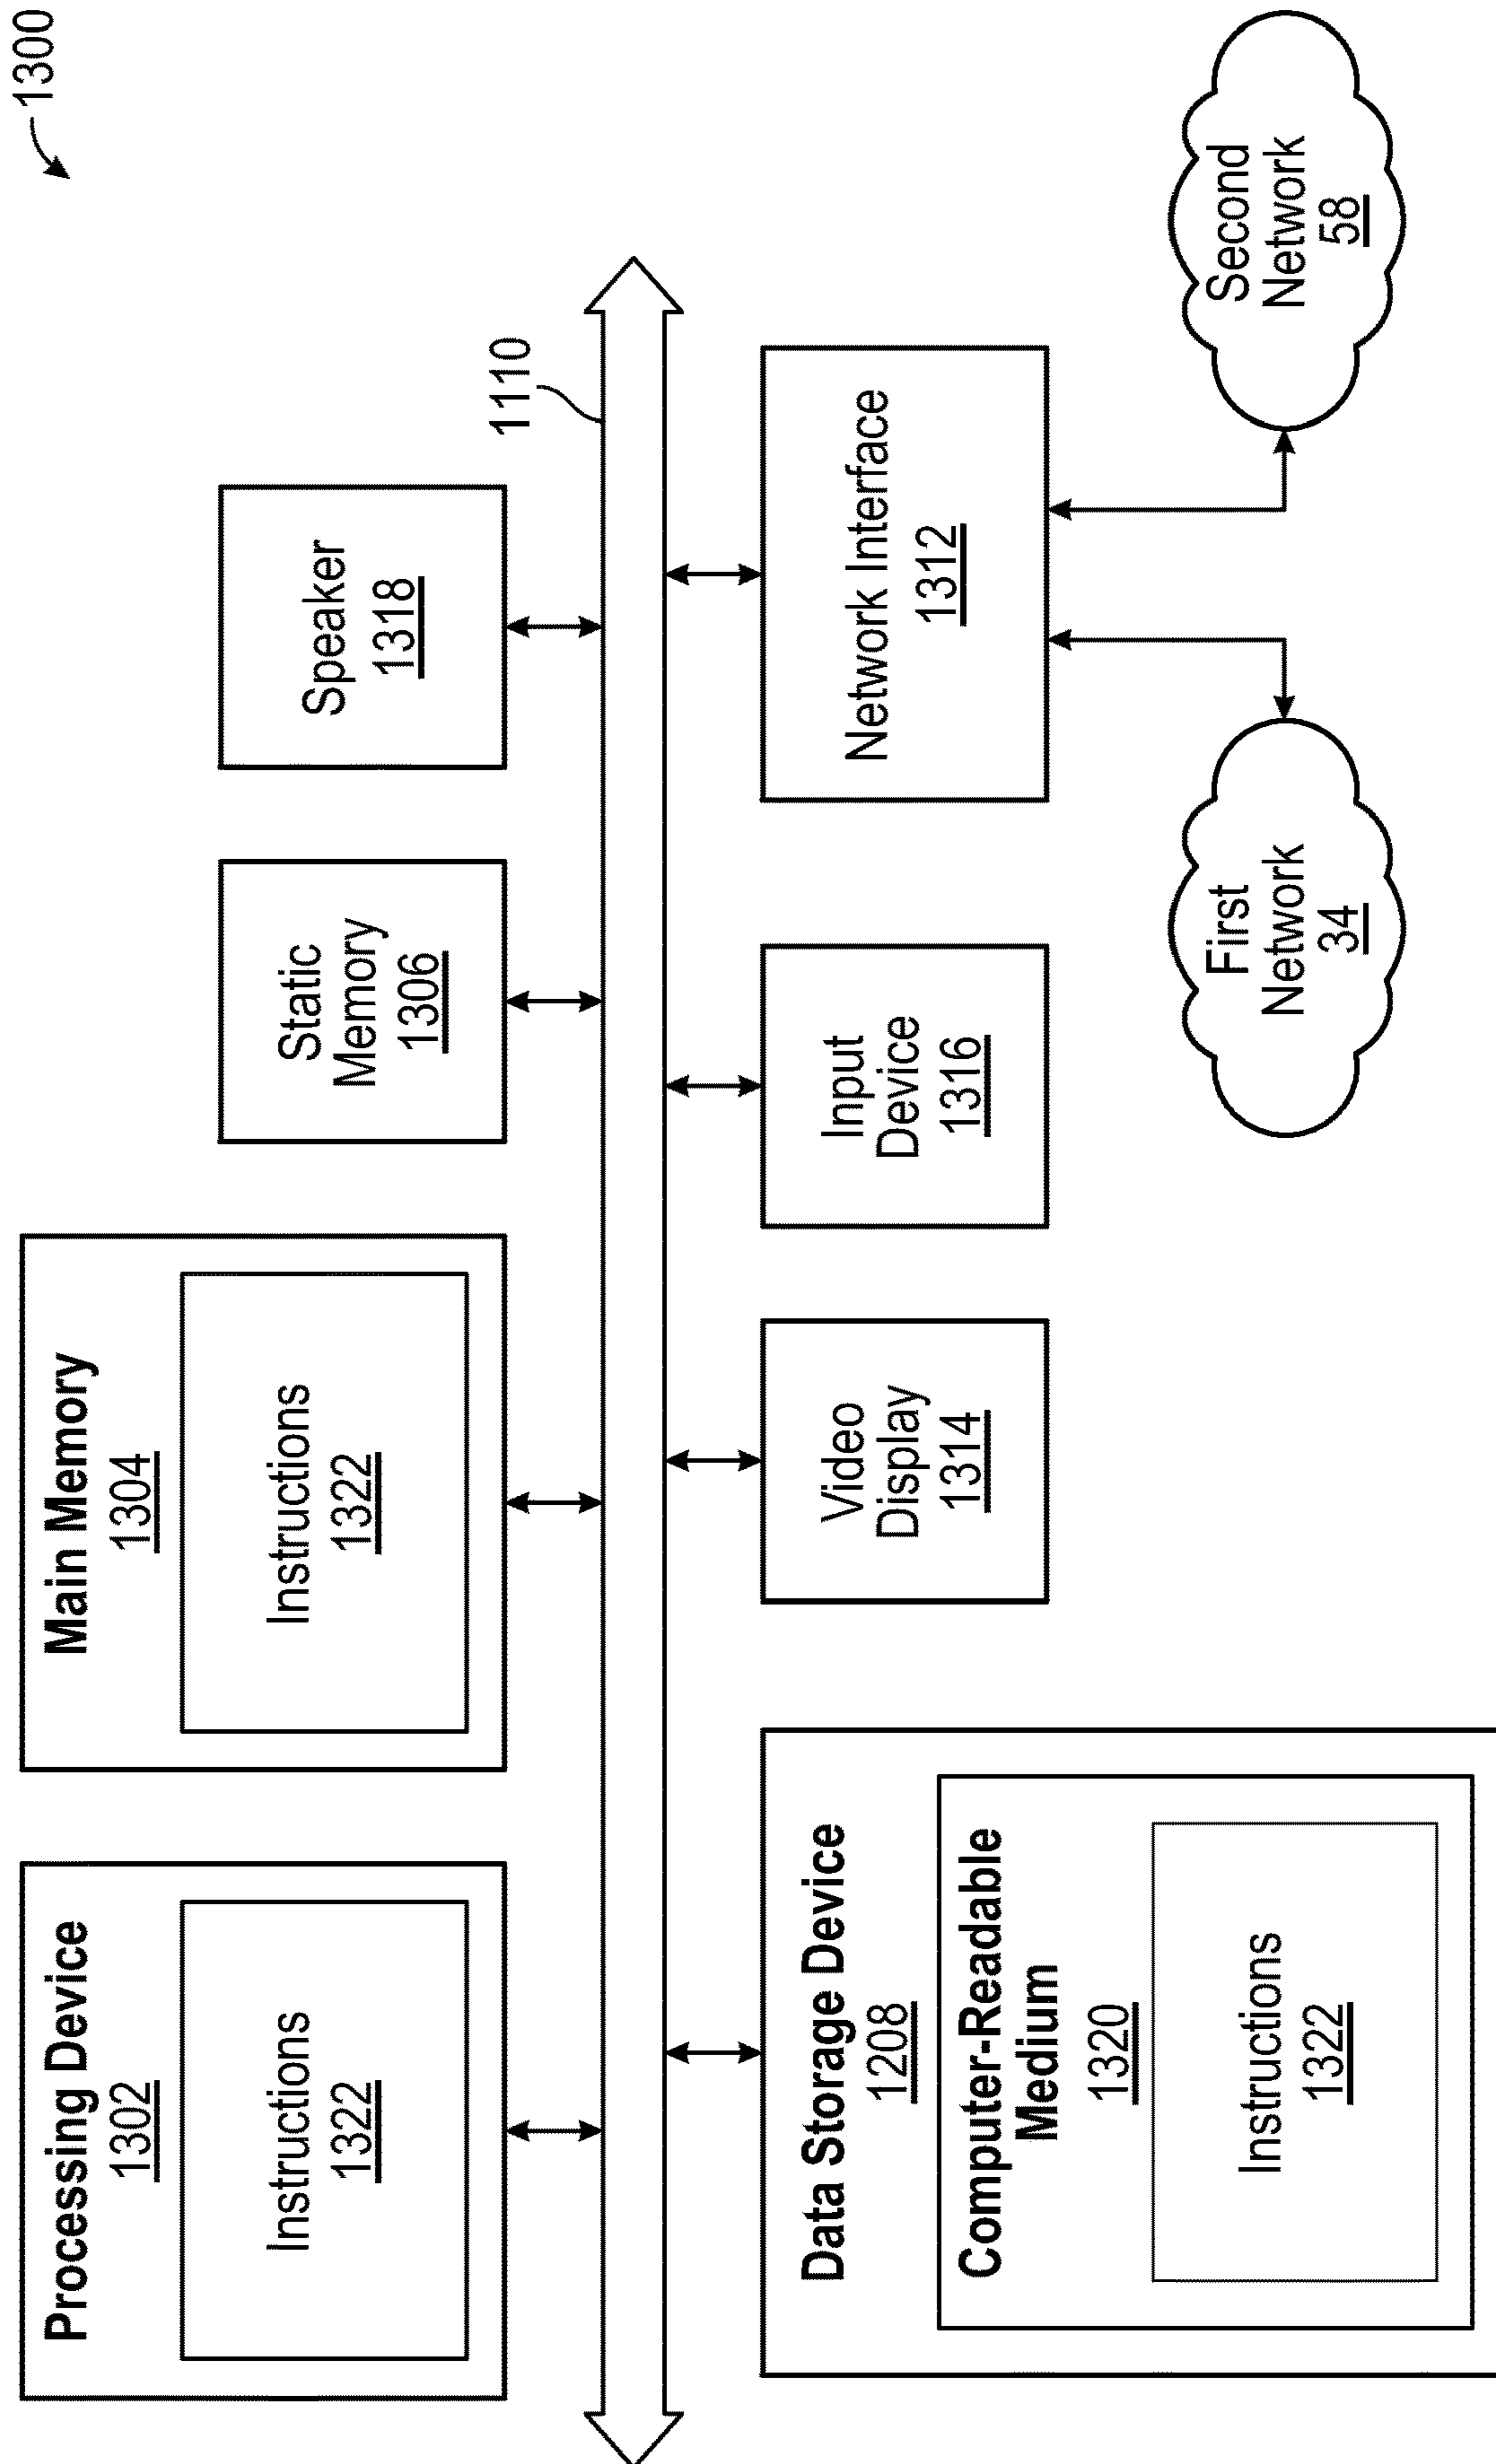 1300
Processing Device
1302
Instructions
1322
Main Memory
1304
Instructions
1322
Static
Memory
1306
Speaker
1318
1110
Data Storage Device
1208
Computer-Readable
Medium
1320
Instructions
1322
Video
Display
1314
Input
Device
1316
Network Interface
1312
First
Network
34
Second
Network
58